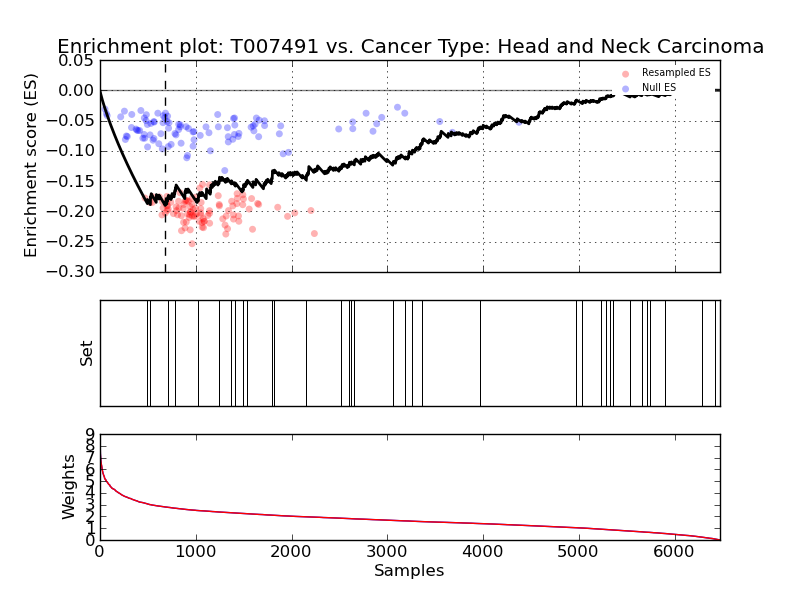 Enrichment plot: T007491 vs. Cancer Type: Head and Neck Carcinoma
0.05
0.00
−0.05
−0.10
−0.15
−0.20
−0.25
−0.30
Enrichment score (ES)
Resampled ES
Null ES
Set
9
8
7
6
5
4
3
2
1
0
Weights
0 1000 2000 3000 4000 5000 6000
Samples